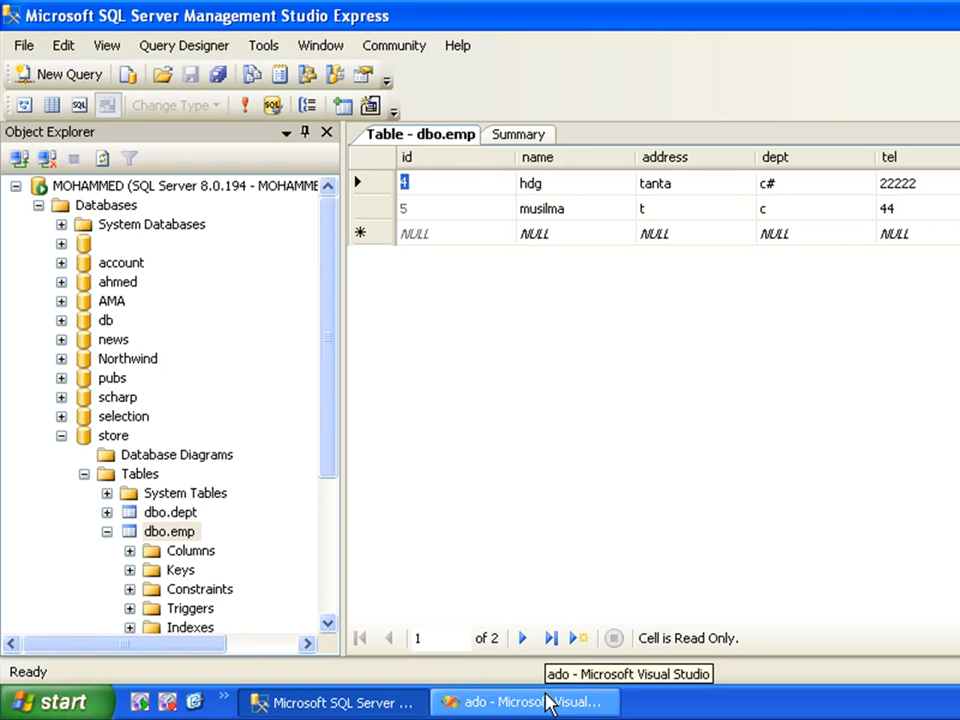 Microsoft SQL Server Management Studio Express
File Edit View Query Designer Tools Window Community Help
New Query
Change Type
Object Explorer
Table - dbo.emp Summary
id name address dept tel
4 hdg tanta c# 22222
5 musilma t c 44
NULL NULL NULL NULL NULL
MOHAMMED (SQL Server 8.0.194 - MOHAMME
Databases
System Databases
account
ahmed
AMA
db
news
Northwind
pubs
scharp
selection
store
Database Diagrams
Tables
System Tables
dbo.dept
dbo.emp
Columns
Keys
Constraints
Triggers
Indexes
1 of 2 Cell is Read Only.
Ready
ado - Microsoft Visual Studio
start Microsoft SQL Server ... ado - Microsoft Visual...